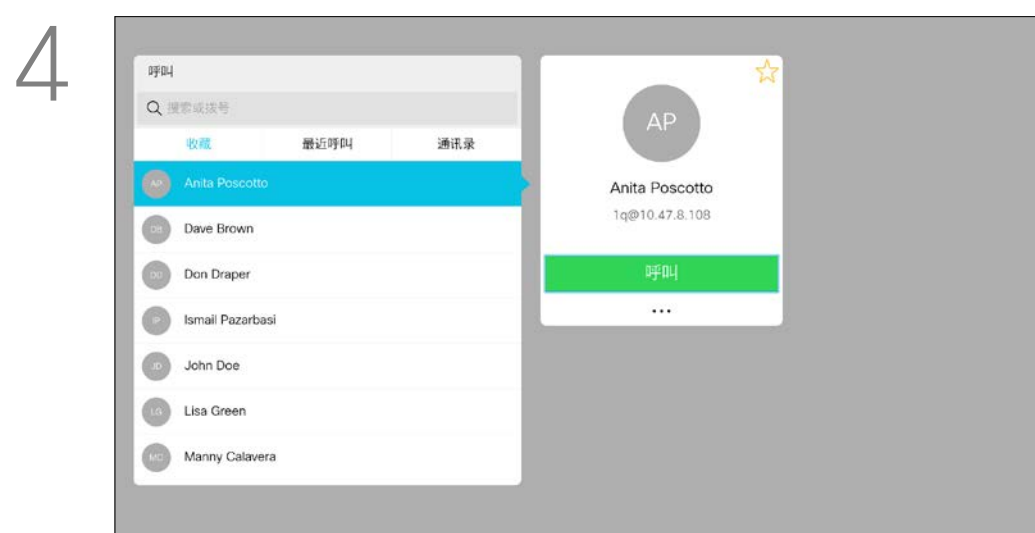 4
呼叫
搜索或拨号
收藏 最近呼叫 通讯录
AP Anita Poscotto
DB Dave Brown
DD Don Draper
IP Ismail Pazarbasi
JD John Doe
LG Lisa Green
MC Manny Calavera
AP
Anita Poscotto
1q@10.47.8.108
呼叫
...